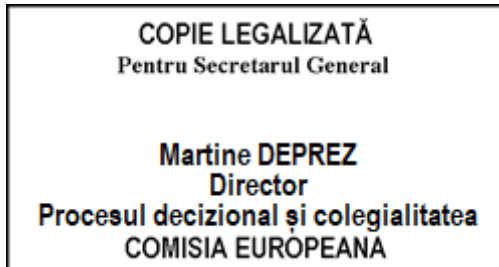 COPIE LEGALIZATĂ
Pentru Secretarul General
Martine DEPREZ
Director
Procesul decizional și colegialitatea
COMISIA EUROPEANA